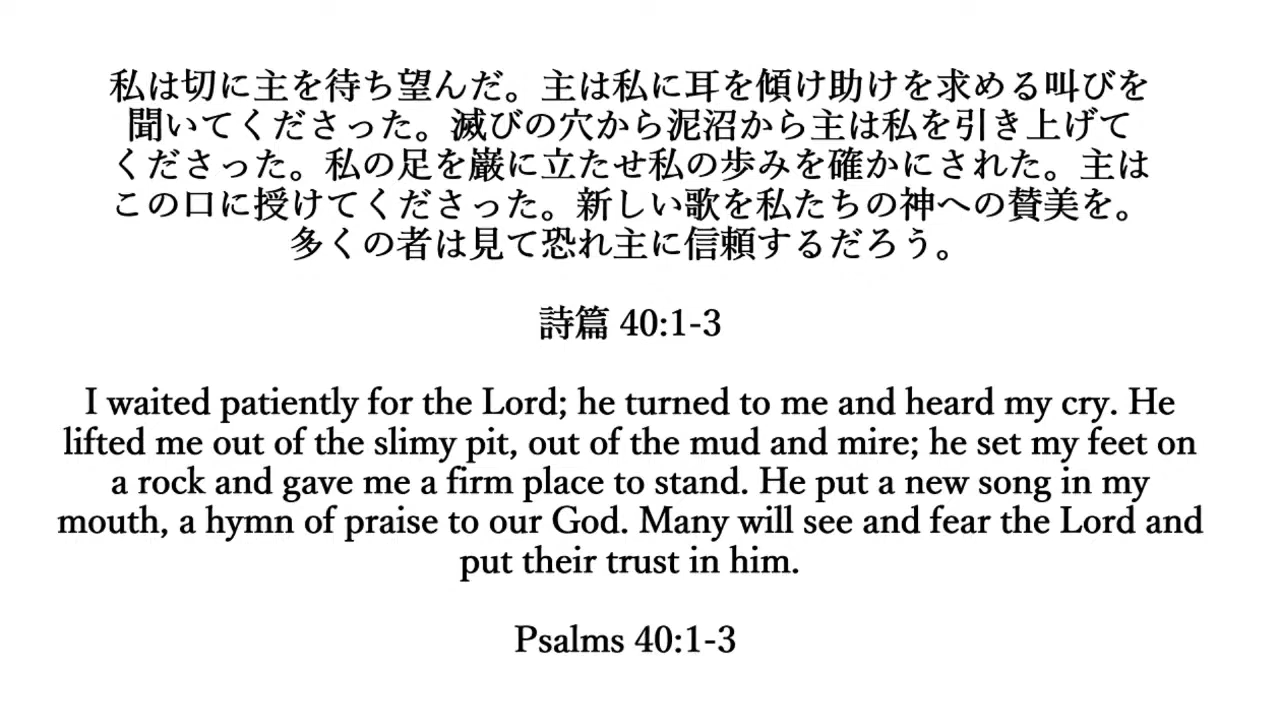 私は切に主を待ち望んだ。主は私に耳を傾け助けを求める叫びを
聞いてくださった。滅びの穴から泥沼から主は私を引き上げて
くださった。私の足を巌に立たせ私の歩みを確かにされた。主は
この口に授けてくださった。新しい歌を私たちの神への賛美を。
多くの者は見て恐れ主に信頼するだろう。
詩篇 40:1-3
I waited patiently for the Lord; he turned to me and heard my cry. He
lifted me out of the slimy pit, out of the mud and mire; he set my feet on
a rock and gave me a firm place to stand. He put a new song in my
mouth, a hymn of praise to our God. Many will see and fear the Lord and
put their trust in him.
Psalms 40:1-3